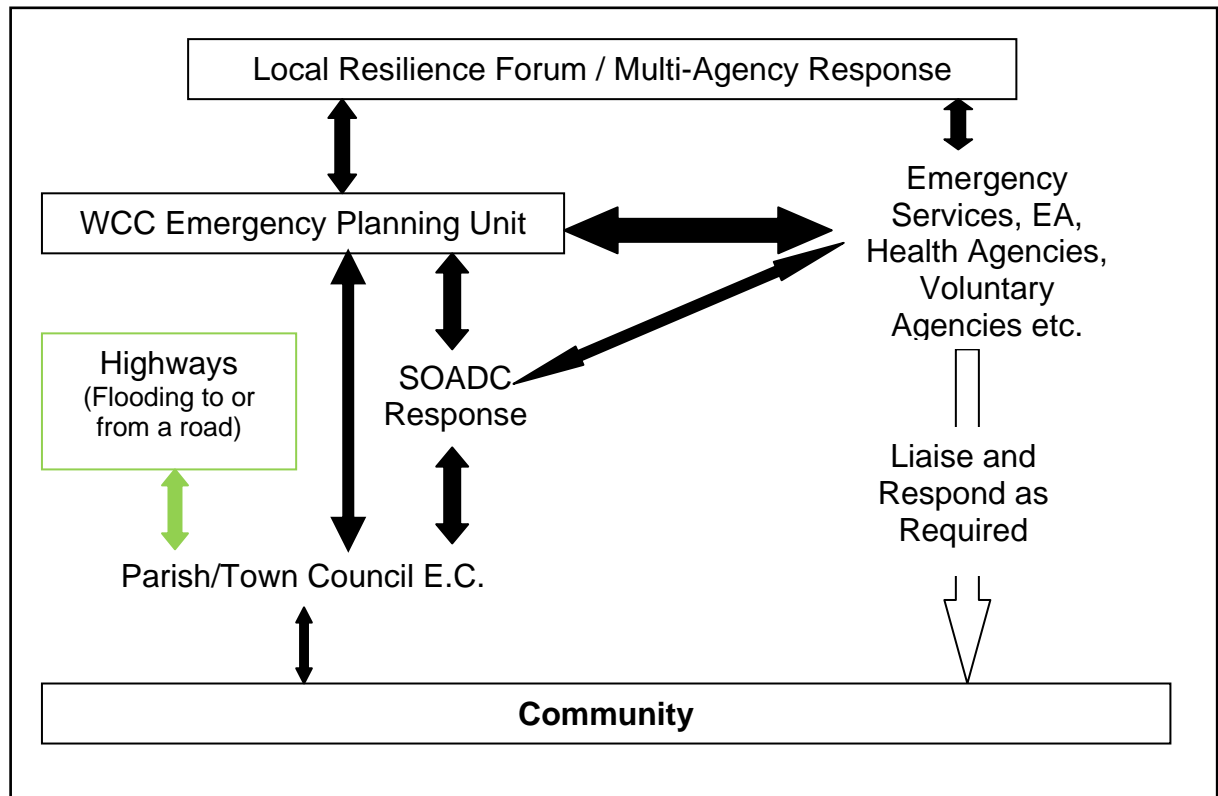 Local Resilience Forum / Multi-Agency Response
WCC Emergency Planning Unit
Emergency
Services, EA,
Health Agencies,
Voluntary
Agencies etc.
Highways
(Flooding to or
from a road)
SOADC
Response
Liaise and
Respond as
Required
Parish/Town Council E.C.
Community